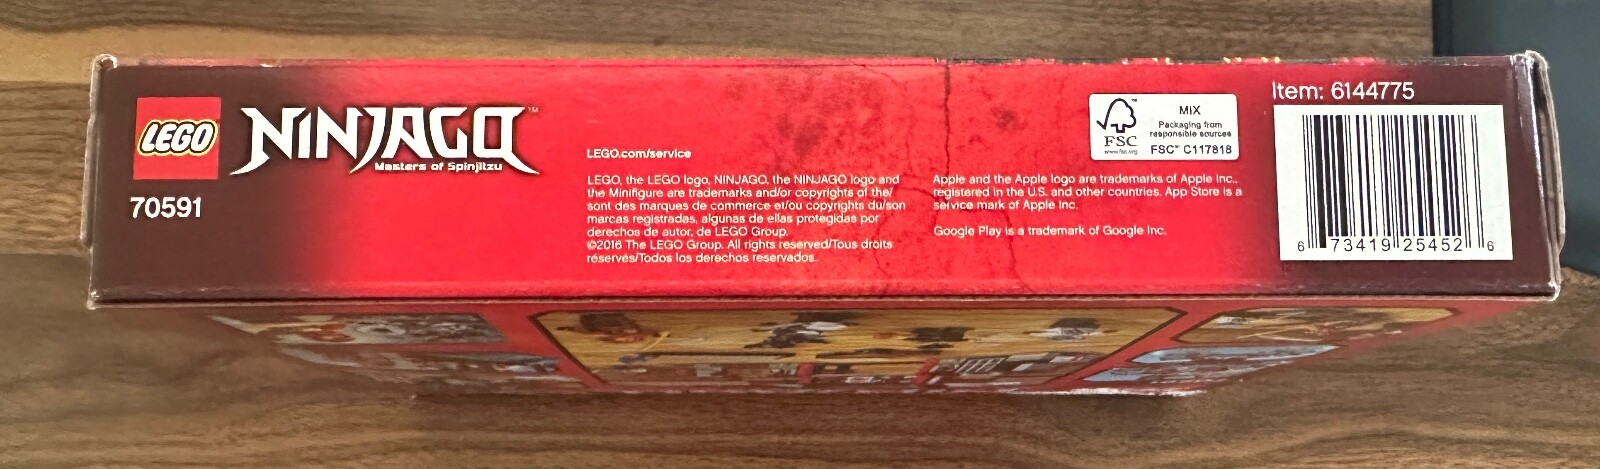 LEGO
NINJAGO™
Masters of Spinjitzu
70591
LEGO.com/service
LEGO, the LEGO logo, NINJAGO, the NINJAGO logo and
the Minifigure are trademarks and/or copyrights of the/
sont des marques de commerce et/ou copyrights du/son
marcas registradas, algunas de ellas protegidas por
derechos de autor, de LEGO Group.
©2016 The LEGO Group. All rights reserved/Tous droits
réservés/Todos los derechos reservados.
Apple and the Apple logo are trademarks of Apple Inc.,
registered in the U.S. and other countries. App Store is a
service mark of Apple Inc.
Google Play is a trademark of Google Inc.
FSC
www.fsc.org
MIX
Packaging from
responsible sources
FSC™ C117818
Item: 6144775
6 73419 25452 6